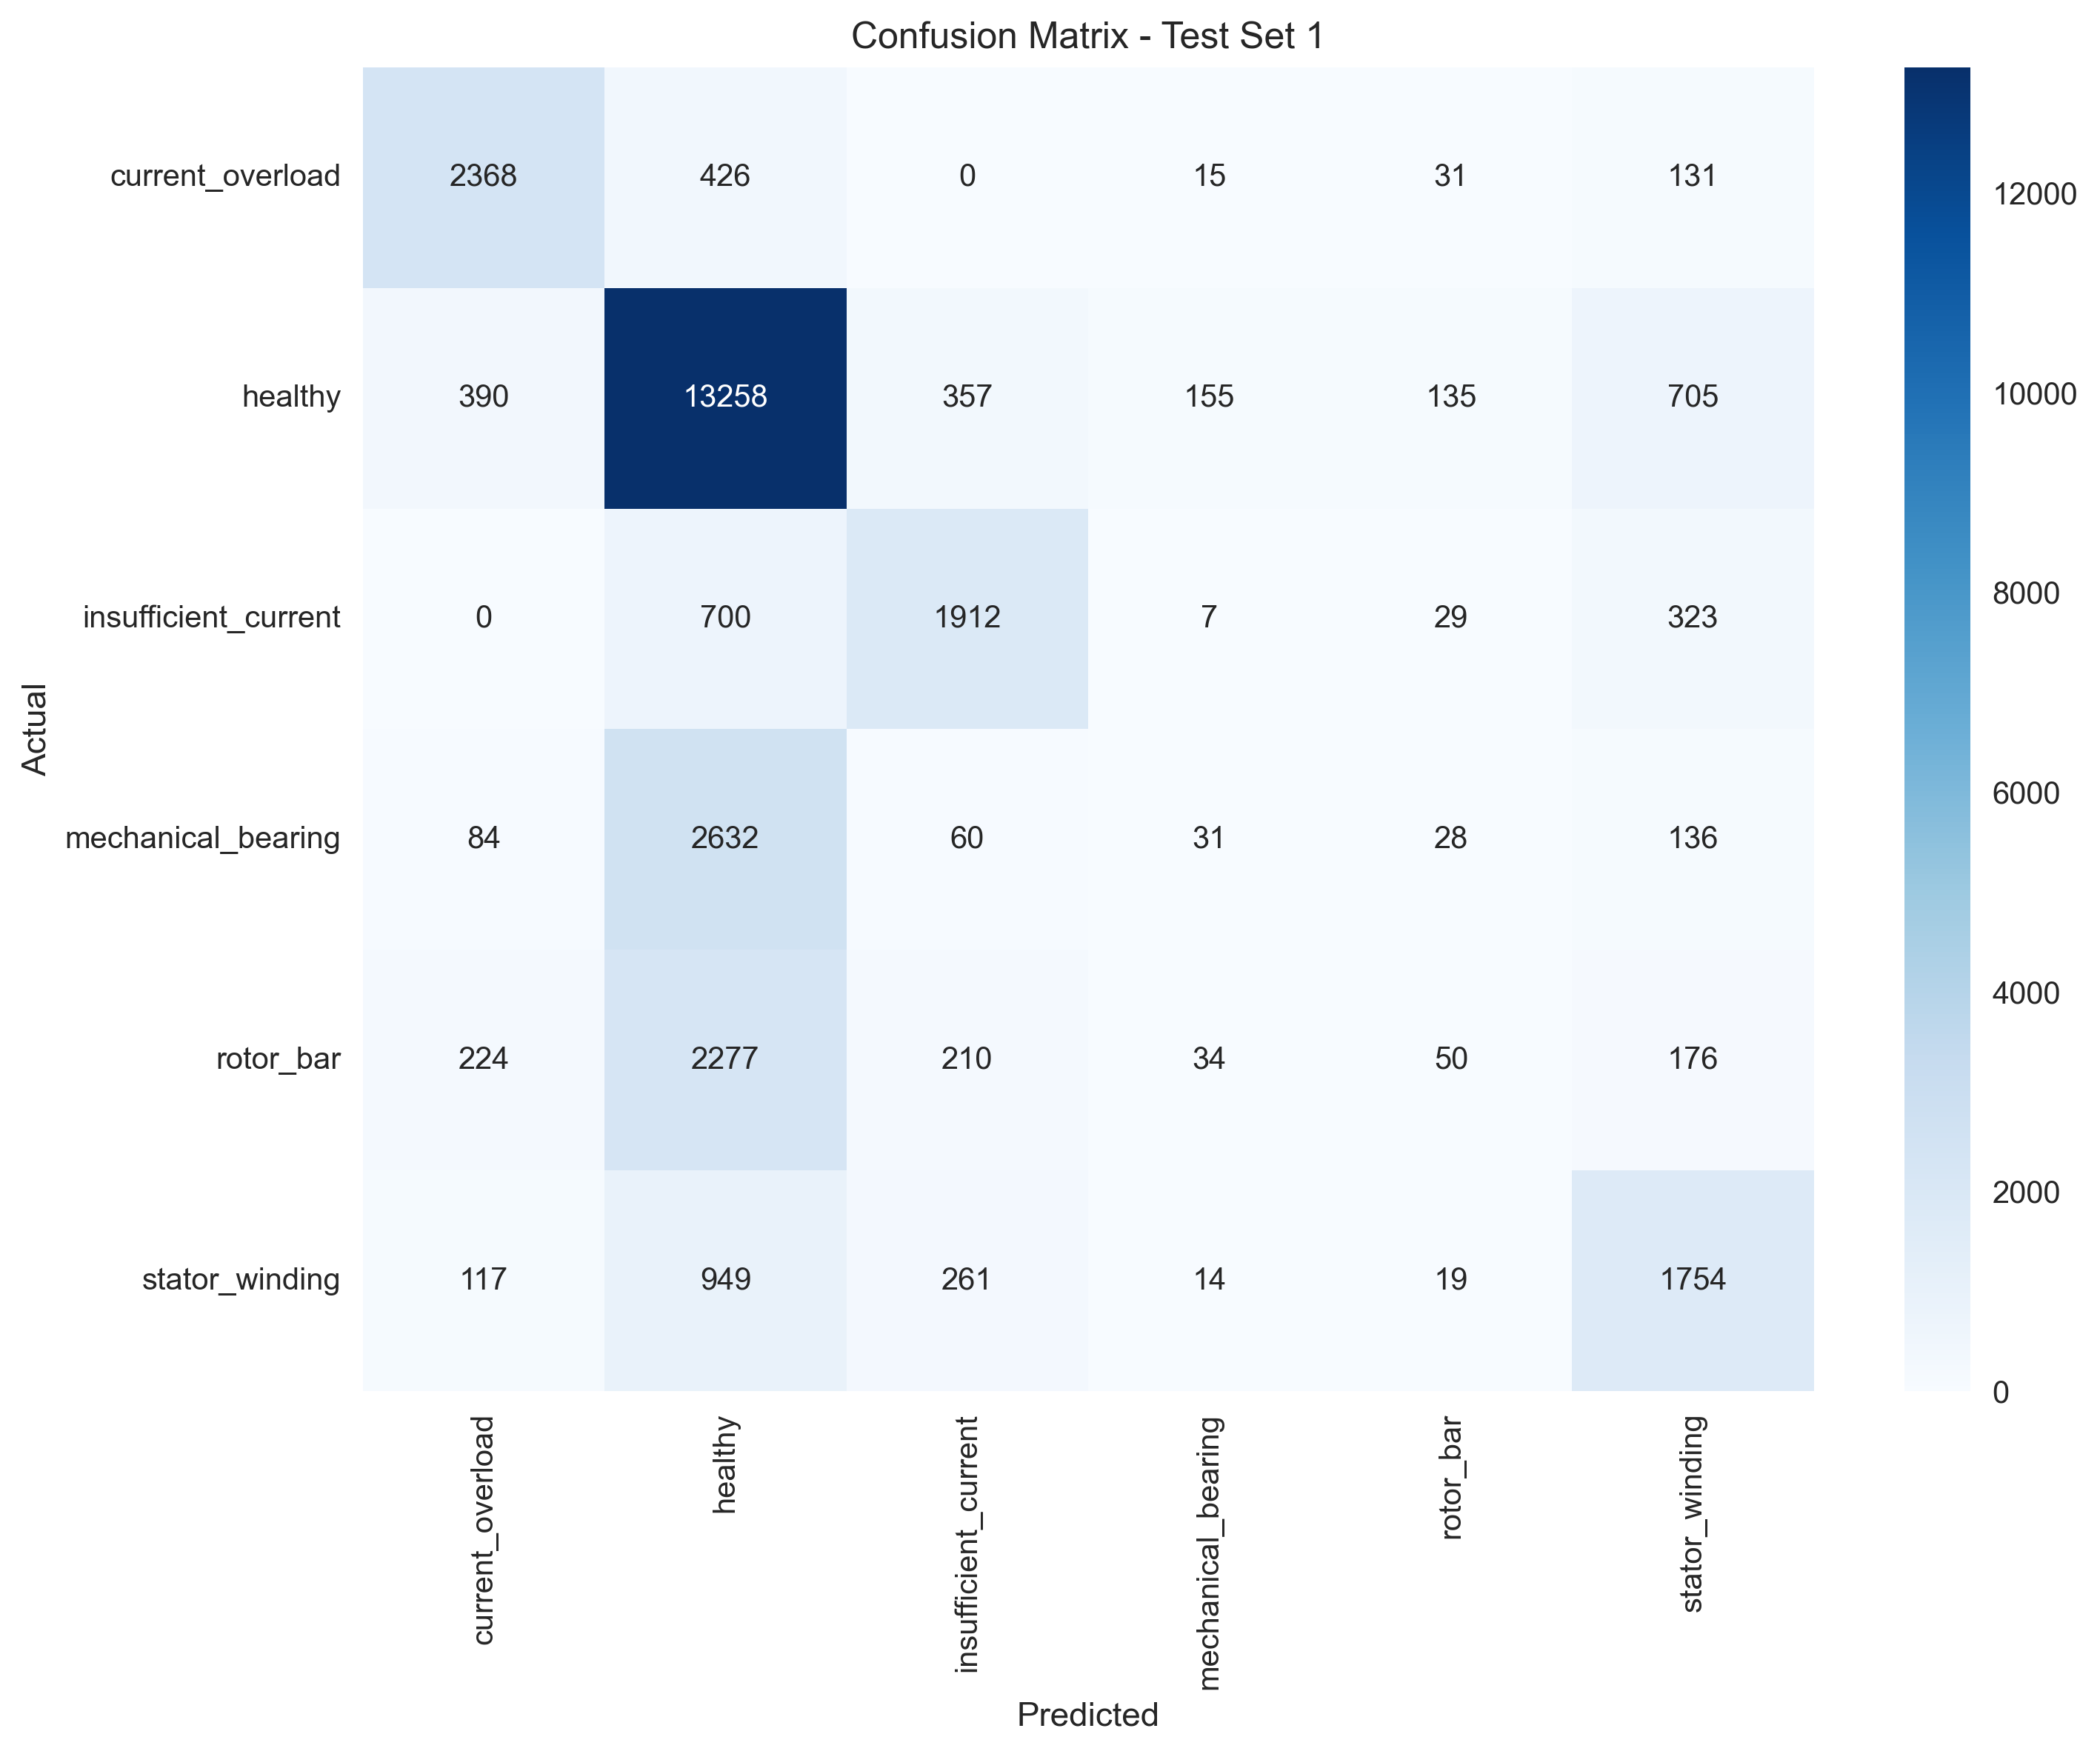 Confusion Matrix - Test Set 1
Actual
current_overload 2368 426 0 15 31 131
healthy 390 13258 357 155 135 705
insufficient_current 0 700 1912 7 29 323
mechanical_bearing 84 2632 60 31 28 136
rotor_bar 224 2277 210 34 50 176
stator_winding 117 949 261 14 19 1754
current_overload
healthy
insufficient_current
mechanical_bearing
rotor_bar
stator_winding
Predicted
12000
10000
8000
6000
4000
2000
0